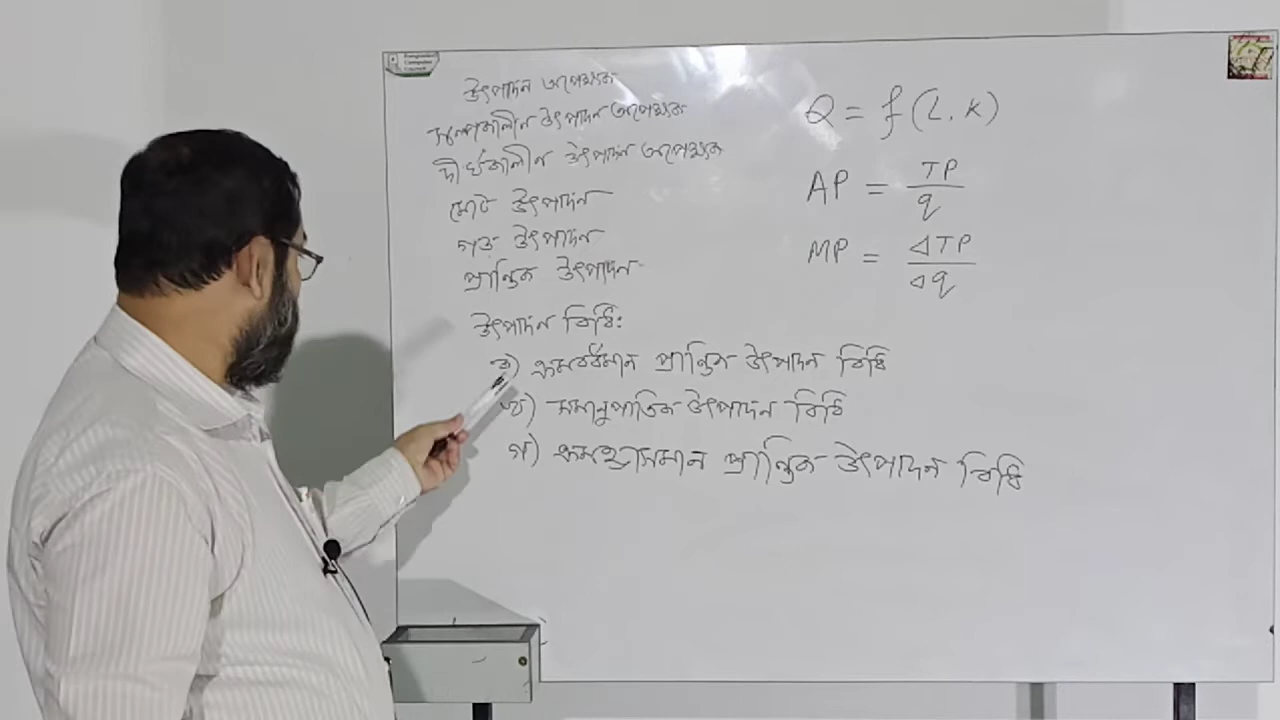 উৎপাদন অপেক্ষক
স্বল্পকালীন উৎপাদন অপেক্ষক
দীর্ঘকালীন উৎপাদন অপেক্ষক
মোট উৎপাদন
গড় উৎপাদন
প্রান্তিক উৎপাদন
উৎপাদন বিধি:
ক) ক্রমবর্ধমান প্রান্তিক উৎপাদন বিধি
খ) সমানুপাতিক উৎপাদন বিধি
গ) ক্রমহ্রাসমান প্রান্তিক উৎপাদন বিধি
Q = f(L, K)
AP = TP / q
MP = ΔTP / Δq